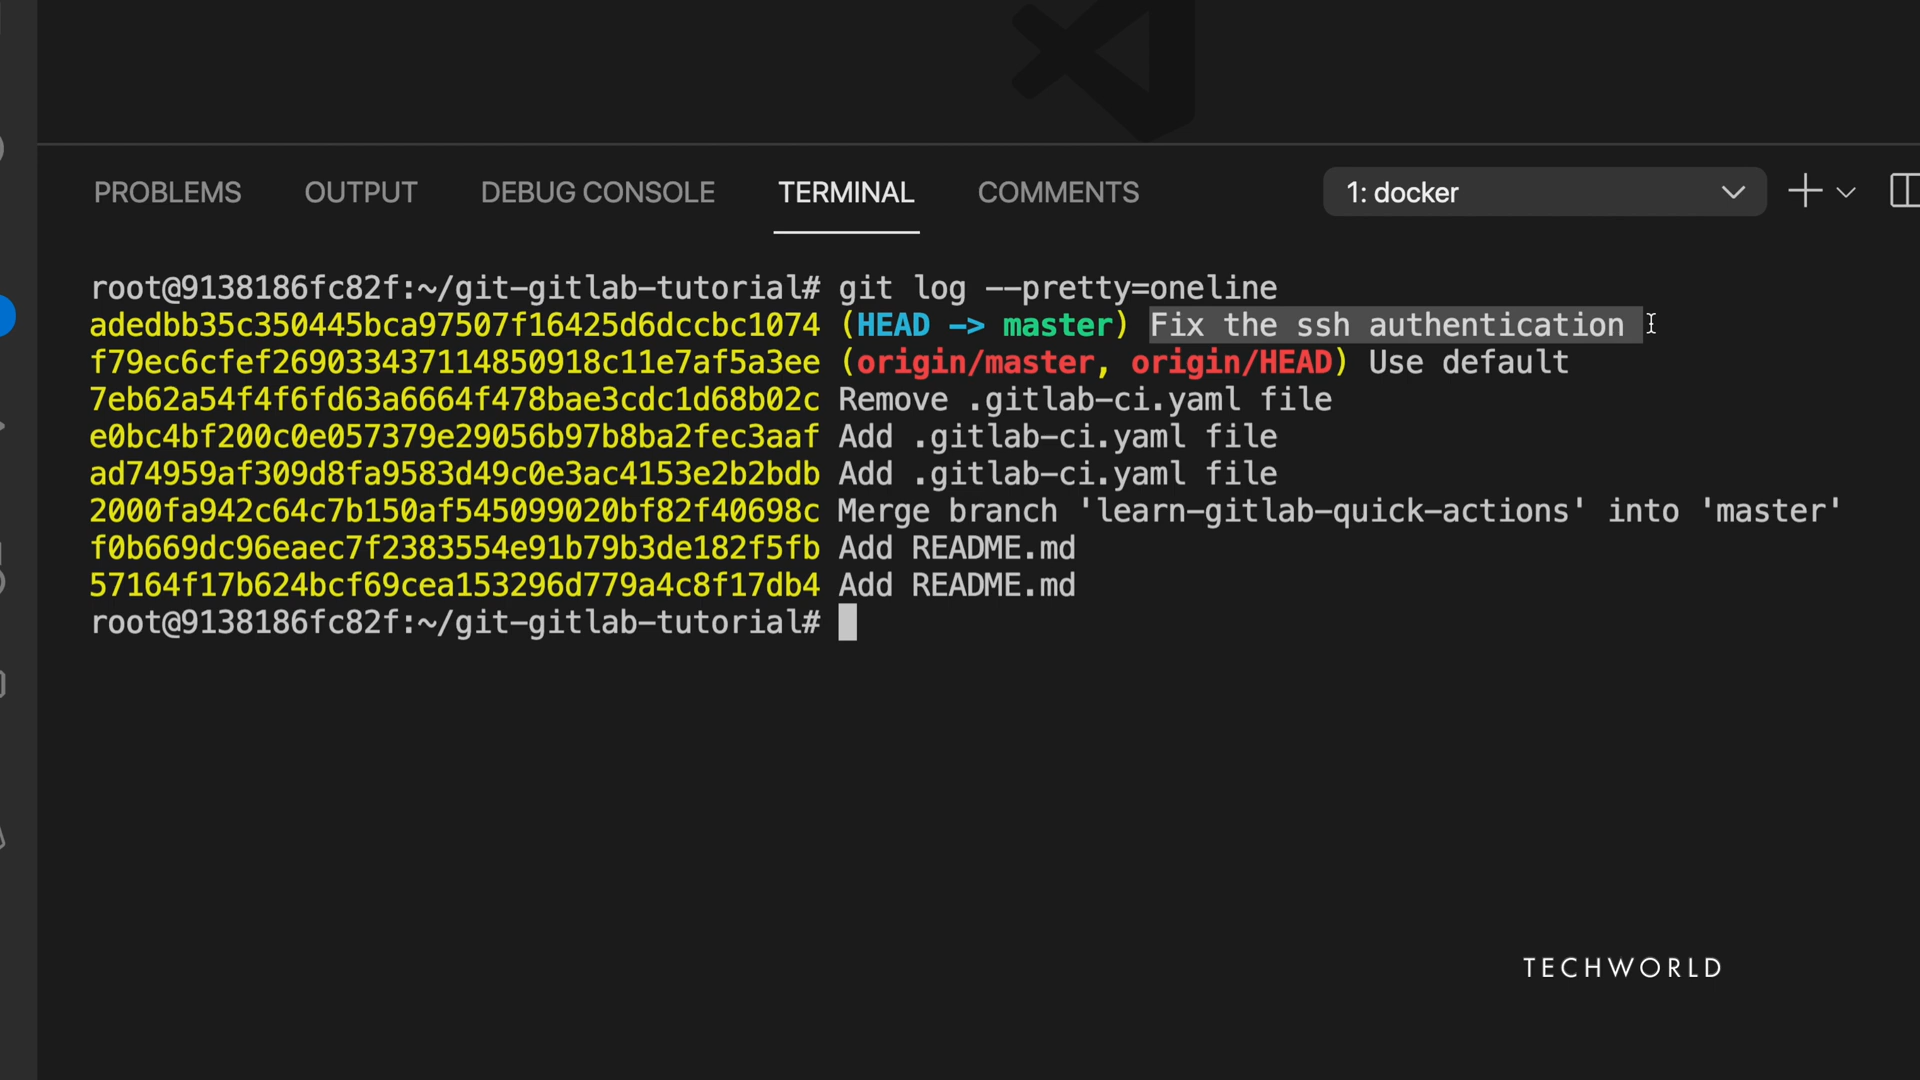 PROBLEMS OUTPUT DEBUG CONSOLE TERMINAL COMMENTS 1: docker
root@9138186fc82f:~/git-gitlab-tutorial# git log --pretty=oneline
adedbb35c350445bca97507f16425d6dccbc1074 (HEAD -> master) Fix the ssh authentication
f79ec6cfef269033437114850918c11e7af5a3ee (origin/master, origin/HEAD) Use default
7eb62a54f4f6fd63a6664f478bae3cdc1d68b02c Remove .gitlab-ci.yaml file
e0bc4bf200c0e057379e29056b97b8ba2fec3aaf Add .gitlab-ci.yaml file
ad74959af309d8fa9583d49c0e3ac4153e2b2bdb Add .gitlab-ci.yaml file
2000fa942c64c7b150af545099020bf82f40698c Merge branch 'learn-gitlab-quick-actions' into 'master'
f0b669dc96eaec7f2383554e91b79b3de182f5fb Add README.md
57164f17b624bcf69cea153296d779a4c8f17db4 Add README.md
root@9138186fc82f:~/git-gitlab-tutorial#
TECHWORLD